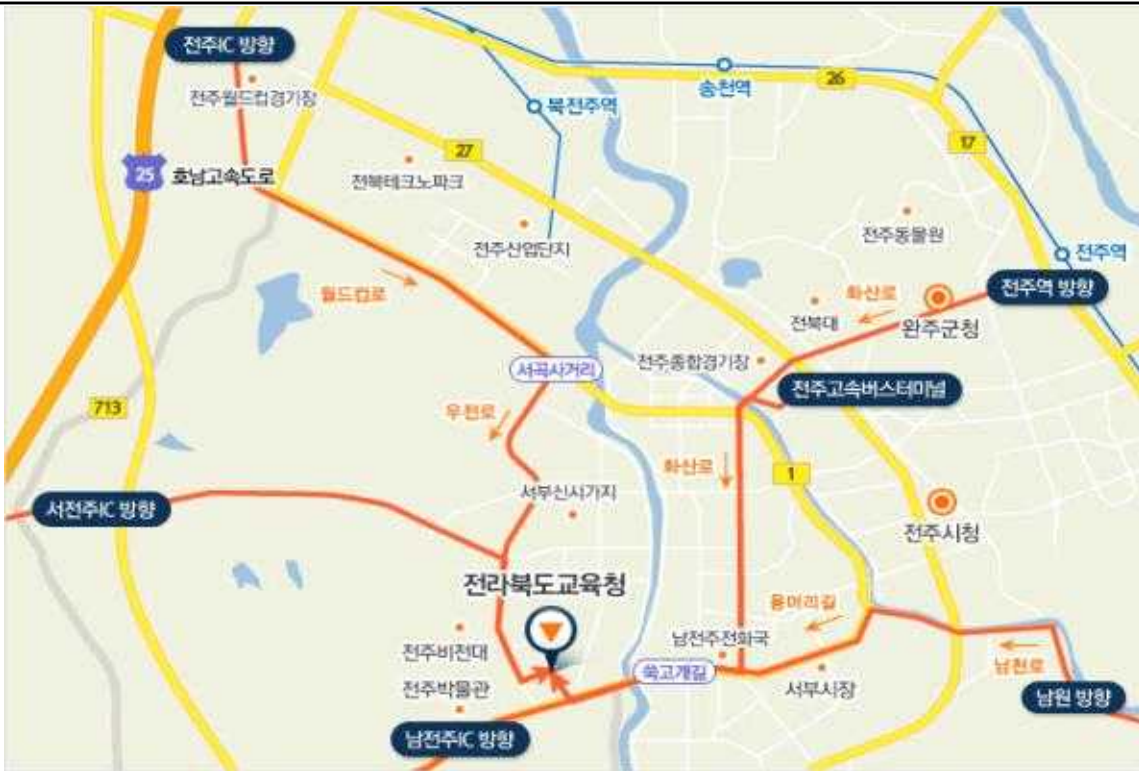 전주IC 방향
전주월드컵경기장
북전주역
송천역
26
17
27
25
호남고속도로
전북테크노파크
전주산업단지
전주동물원
전주역
전주역 방향
월드컵로
화산로
전북대
완주군청
서곡사거리
전주종합경기장
전주고속버스터미널
713
우전로
화산로
1
서부신시가지
서전주IC 방향
전주시청
전라북도교육청
용머리길
전주비전대
남전주전화국
남천로
전주박물관
쑥고개길
서부시장
남원 방향
남전주IC 방향